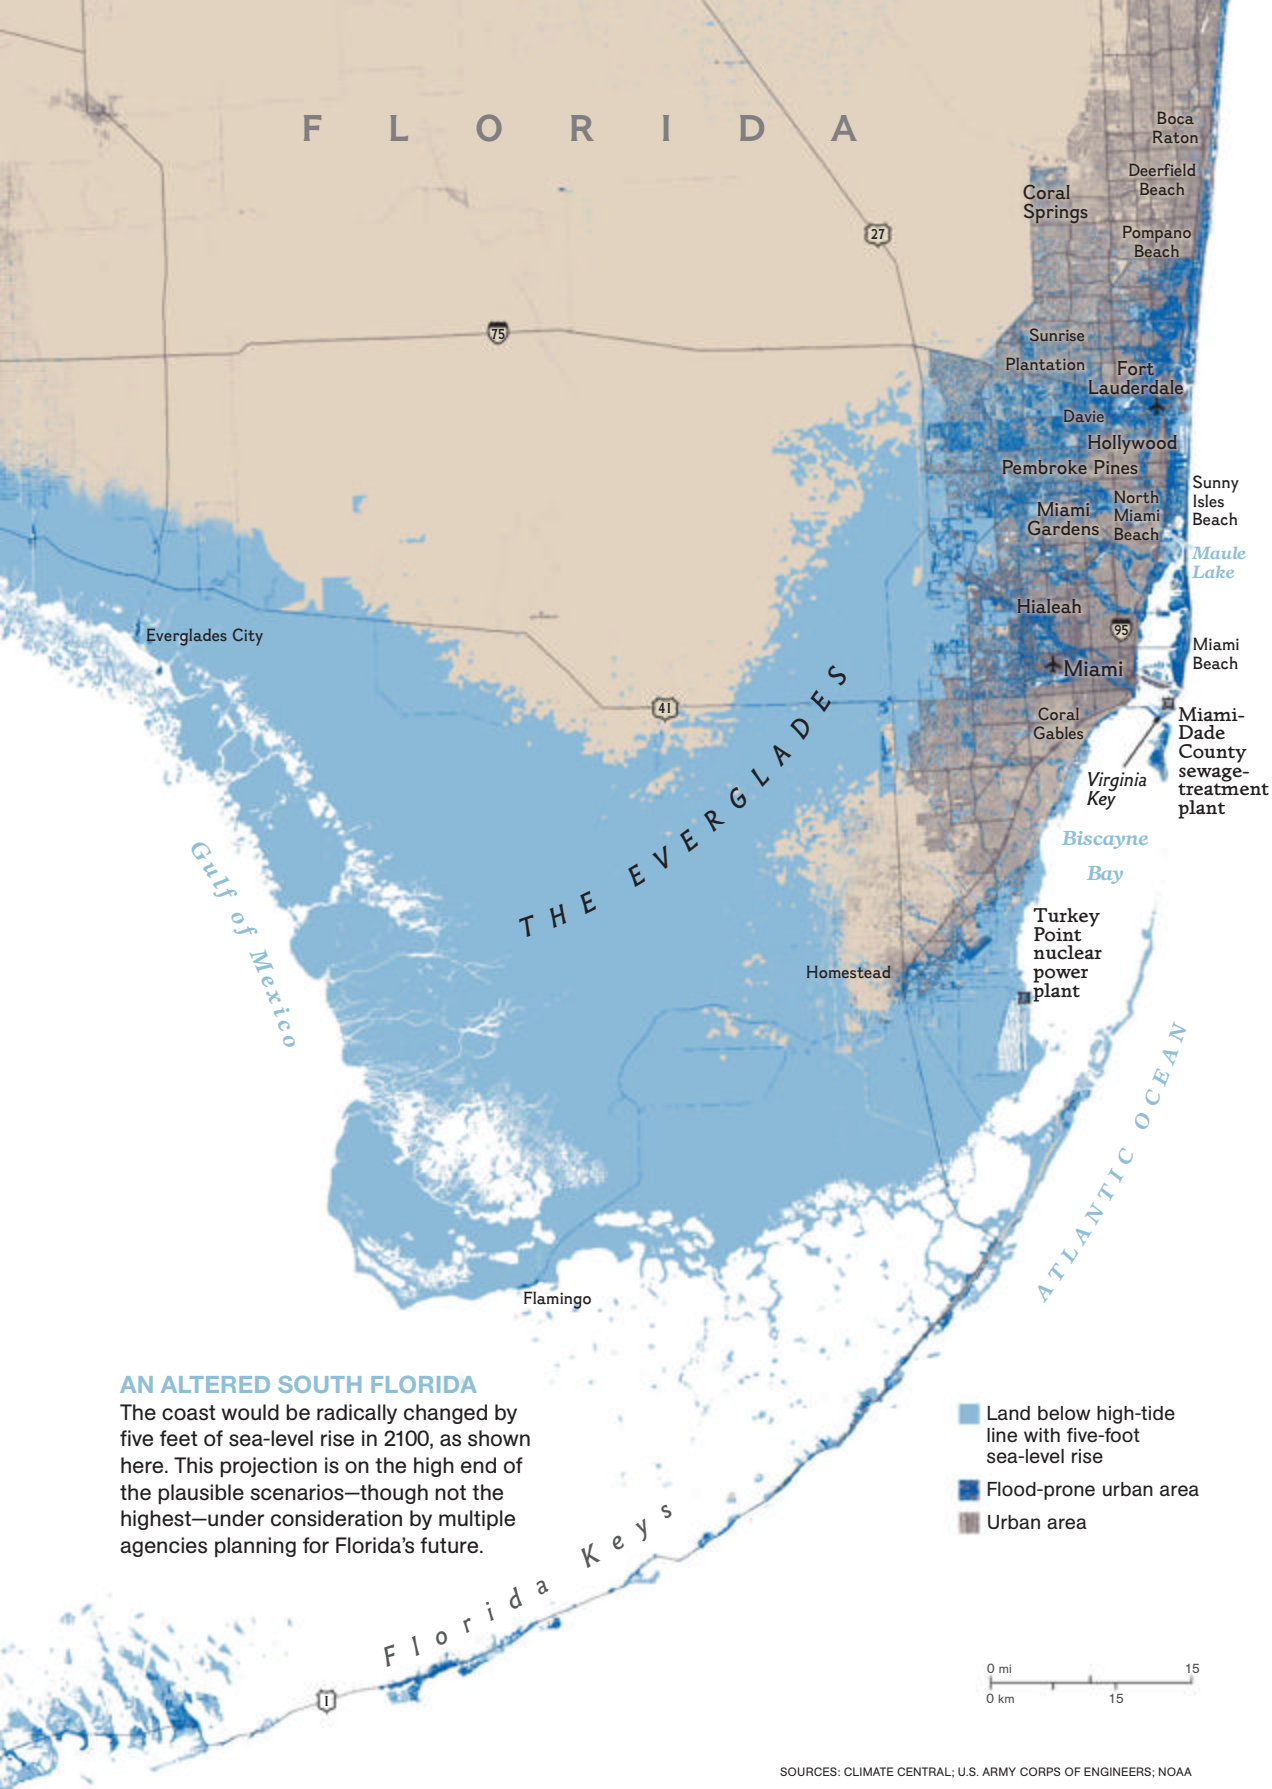 FLORIDA
Boca
Raton
Deerfield
Beach
Coral
Springs
Pompano
Beach
27
75
Sunrise
Plantation
Fort
Lauderdale
Davie
Hollywood
Pembroke Pines
Sunny
Isles
Beach
North
Miami
Beach
Miami
Gardens
Maule
Lake
Everglades City
Hialeah
95
Miami
Beach
Miami
41
Coral
Gables
Miami-
Dade
County
sewage-
treatment
plant
Virginia
Key
THE EVERGLADES
Biscayne
Bay
Gulf of Mexico
Turkey
Point
nuclear
power
plant
Homestead
ATLANTIC OCEAN
Flamingo
AN ALTERED SOUTH FLORIDA
The coast would be radically changed by
five feet of sea-level rise in 2100, as shown
here. This projection is on the high end of
the plausible scenarios—though not the
highest—under consideration by multiple
agencies planning for Florida's future.
Land below high-tide
line with five-foot
sea-level rise
Flood-prone urban area
Urban area
Florida Keys
1
0 mi 15
0 km 15
SOURCES: CLIMATE CENTRAL; U.S. ARMY CORPS OF ENGINEERS; NOAA